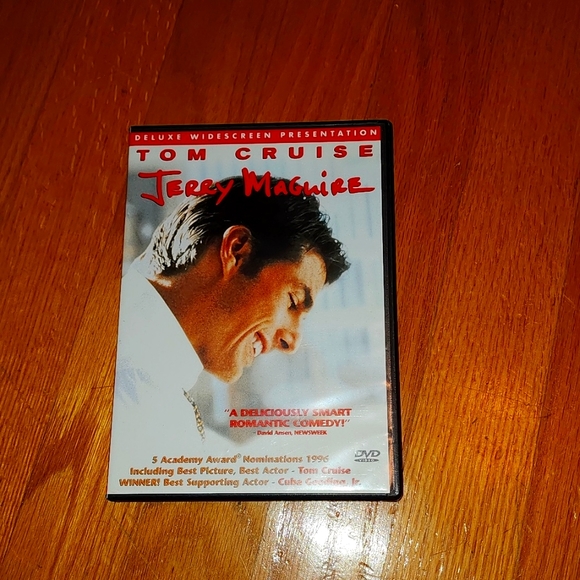 DELUXE WIDESCREEN PRESENTATION
TOM CRUISE
JERRY MAGUIRE
"A DELICIOUSLY SMART
ROMANTIC COMEDY!"
- David Ansen, NEWSWEEK
DVD
VIDEO
5 Academy Award® Nominations 1996
Including Best Picture, Best Actor - Tom Cruise
WINNER! Best Supporting Actor - Cuba Gooding, Jr.